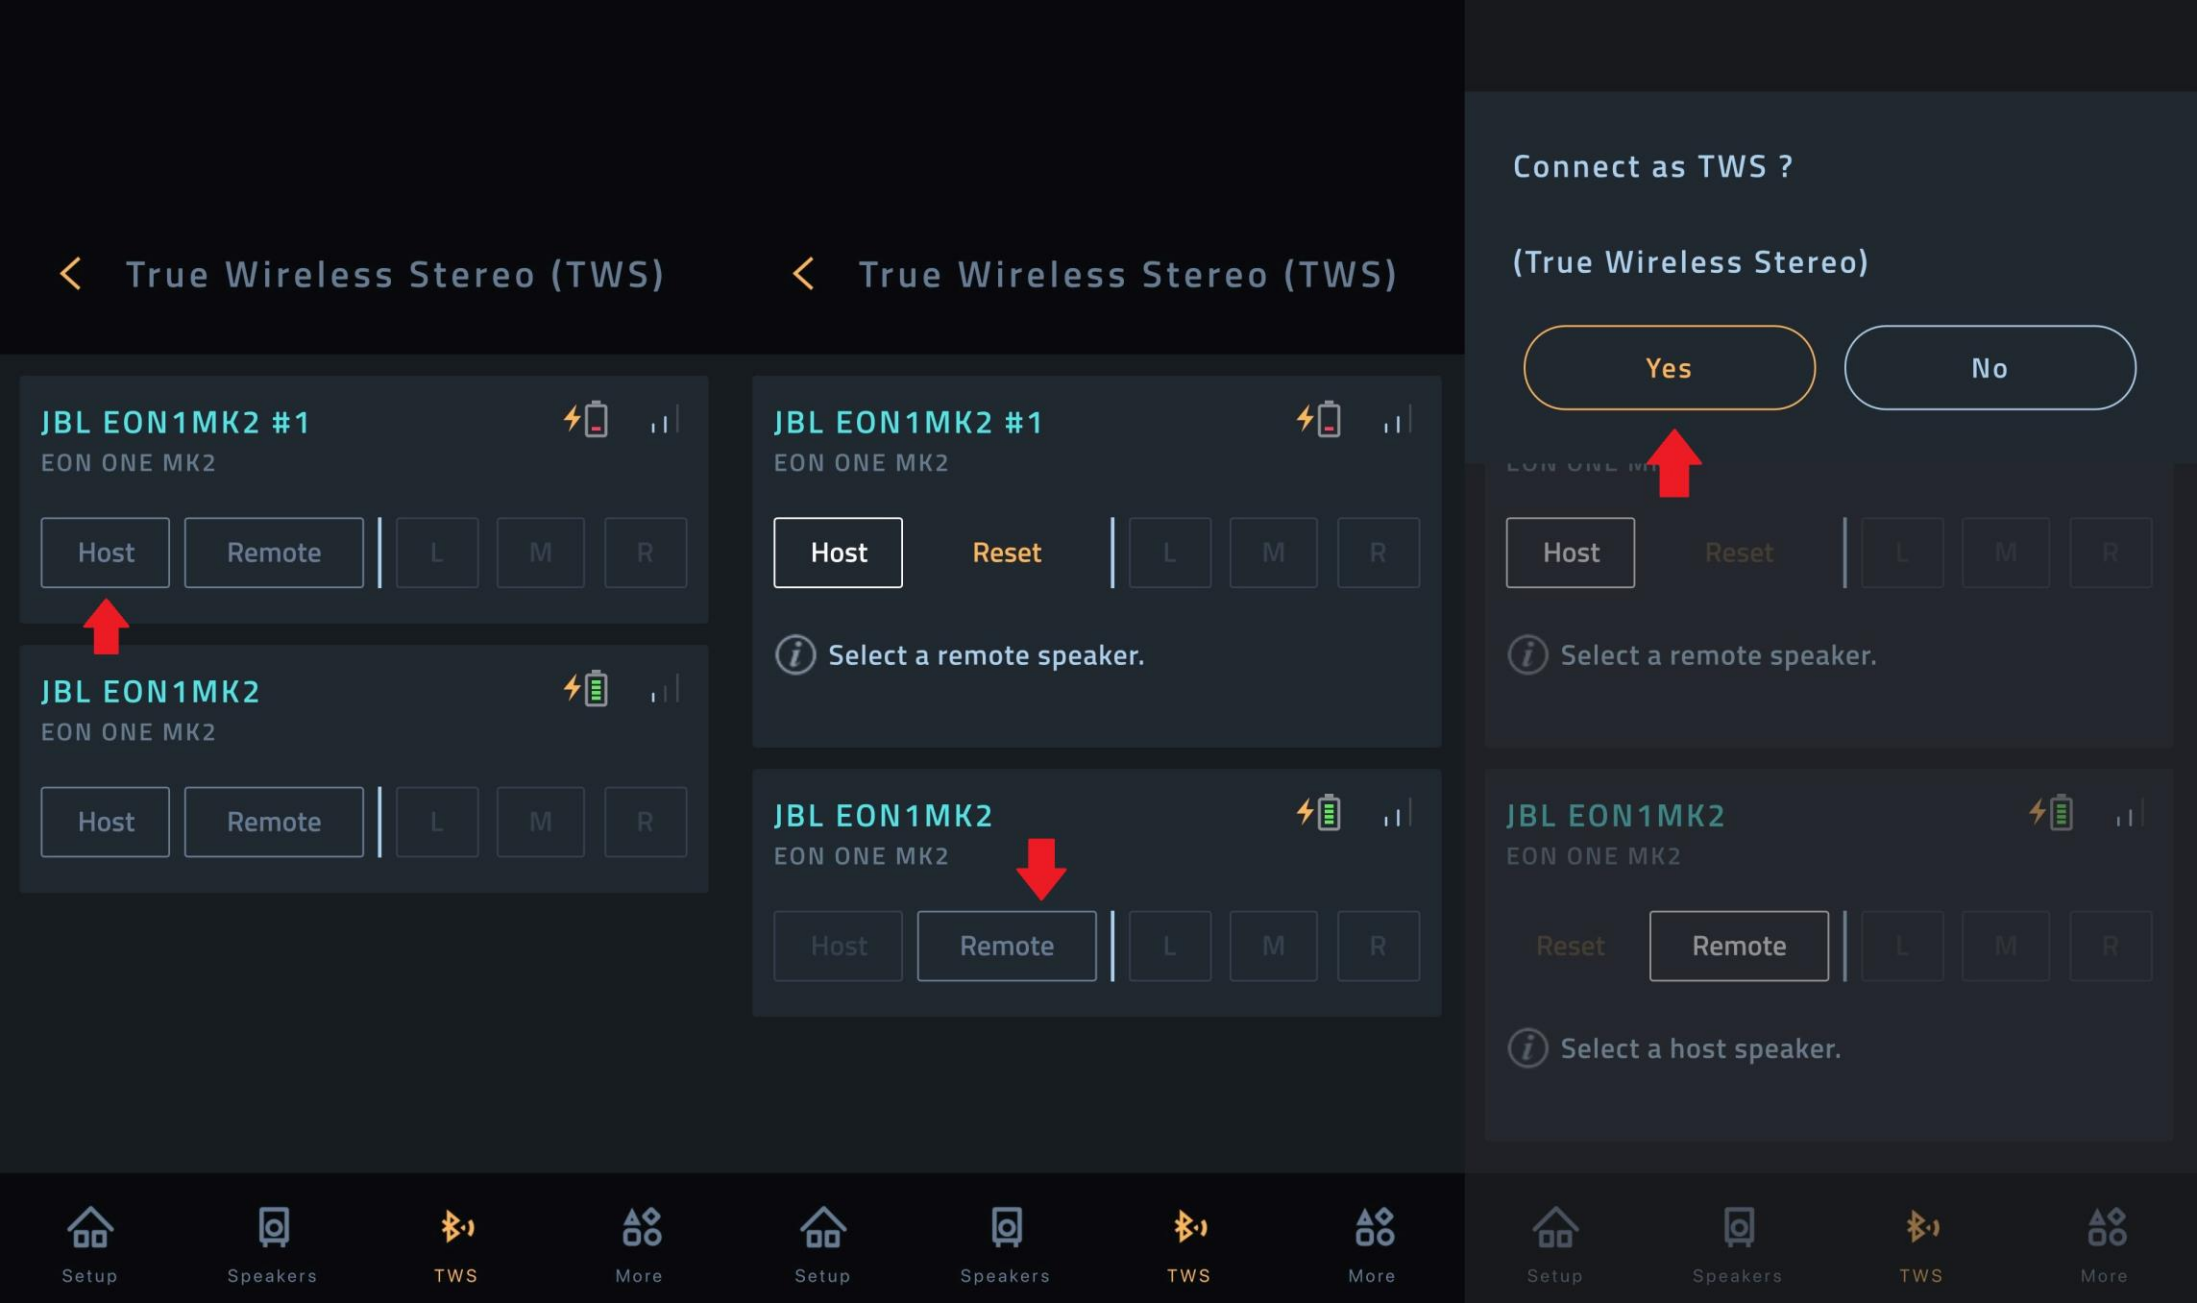 True Wireless Stereo (TWS)
JBL EON1MK2 #1
EON ONE MK2
Host Remote L M R
JBL EON1MK2
EON ONE MK2
Host Remote L M R
Setup Speakers TWS More
True Wireless Stereo (TWS)
JBL EON1MK2 #1
EON ONE MK2
Host Reset L M R
Select a remote speaker.
JBL EON1MK2
EON ONE MK2
Host Remote L M R
Setup Speakers TWS More
Connect as TWS ?
(True Wireless Stereo)
Yes No
Host Reset L M R
Select a remote speaker.
JBL EON1MK2
EON ONE MK2
Reset Remote L M R
Select a host speaker.
Setup Speakers TWS More